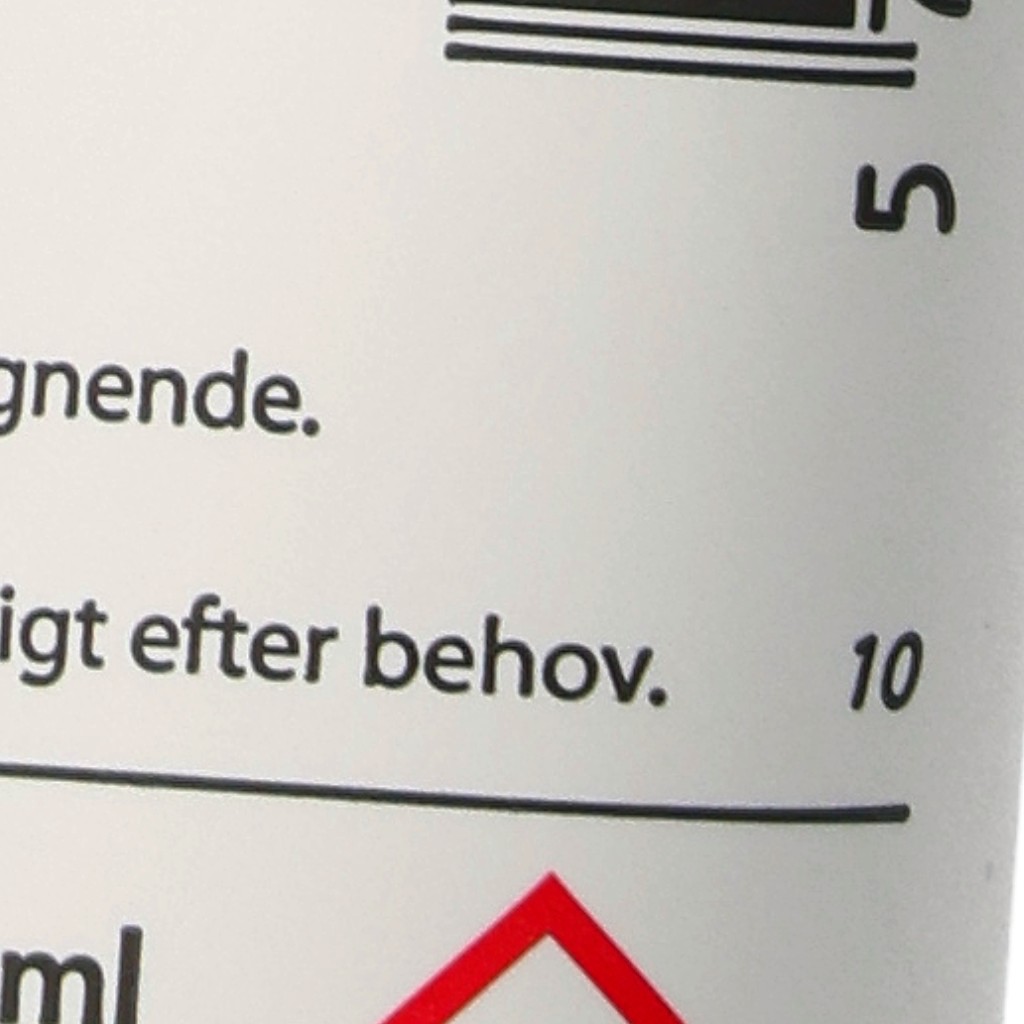 5
gnende.
igt efter behov. 10
ml